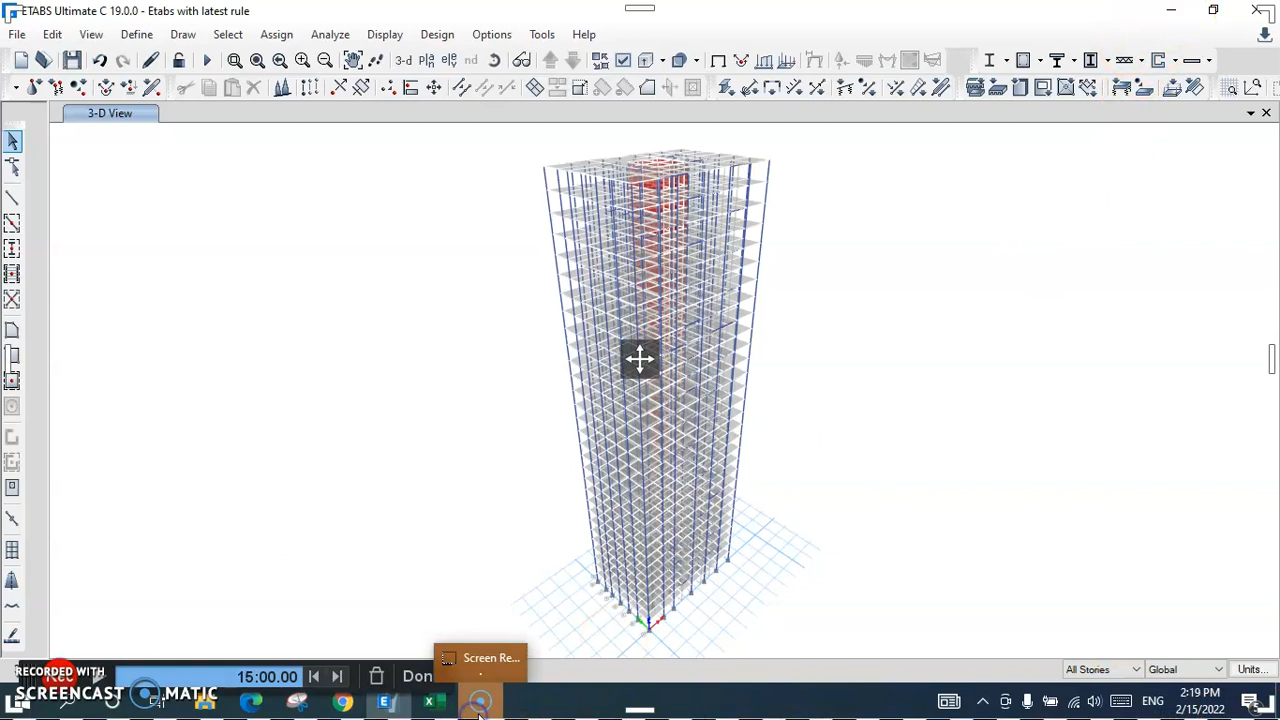 ETABS Ultimate C 19.0.0 - Etabs with latest rule
File Edit View Define Draw Select Assign Analyze Display Design Options Tools Help
3-d
3-D View
Screen Re...
RECORDED WITH
SCREENCAST MATIC
Rec
15:00.00
Don
All Stories
Global
Units...
ENG
2:19 PM
2/15/2022